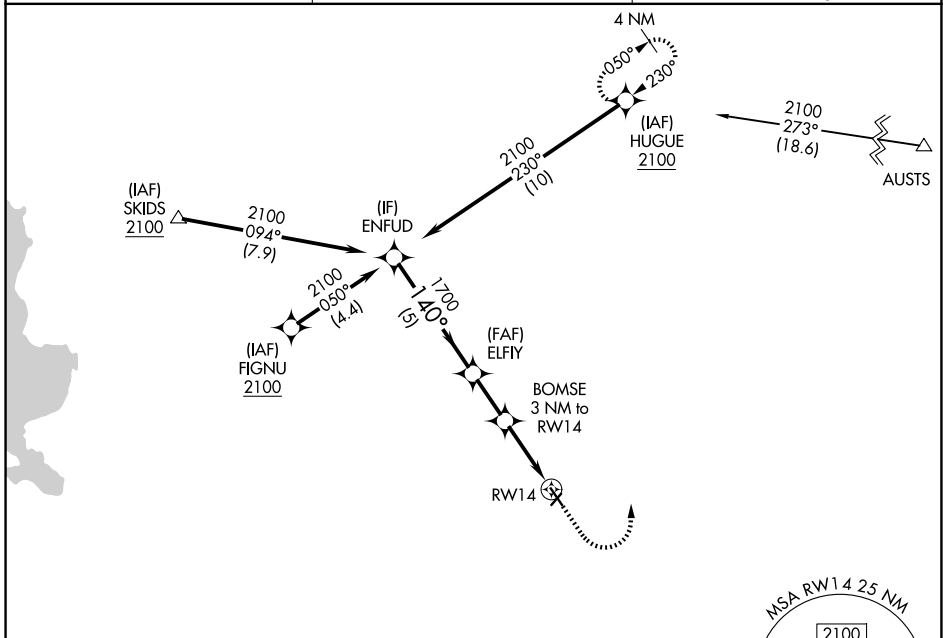 4 NM
050°
230°
(IAF)
HUGUE
2100
2100
273°
(18.6)
AUSTS
2100
230°
(10)
(IAF)
SKIDS
2100
2100
094°
(7.9)
(IF)
ENFUD
2100
050°
(4.4)
(IAF)
FIGNU
2100
1700
140°
(5)
(FAF)
ELFIY
BOMSE
3 NM to
RW14
RW14
MSA RW14 25 NM
2100